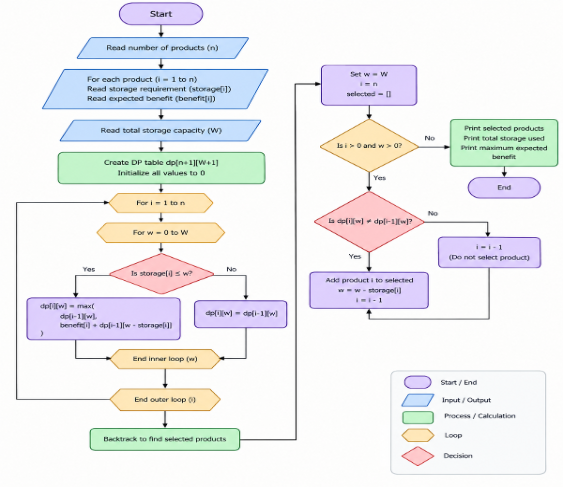 Start
Read number of products (n)
For each product (i = 1 to n)
Read storage requirement (storage[i])
Read expected benefit (benefit[i])
Read total storage capacity (W)
Create DP table dp[n+1][W+1]
Initialize all values to 0
For i = 1 to n
For w = 0 to W
Is storage[i] ≤ w?
Yes
No
dp[i][w] = max(
dp[i-1][w],
benefit[i] + dp[i-1][w - storage[i]]
)
dp[i][w] = dp[i-1][w]
End inner loop (w)
End outer loop (i)
Backtrack to find selected products
Set w = W
i = n
selected = []
Is i > 0 and w > 0?
No
Yes
Print selected products
Print total storage used
Print maximum expected
benefit
End
Is dp[i][w] ≠ dp[i-1][w]?
No
Yes
i = i - 1
(Do not select product)
Add product i to selected
w = w - storage[i]
i = i - 1
Start / End
Input / Output
Process / Calculation
Loop
Decision